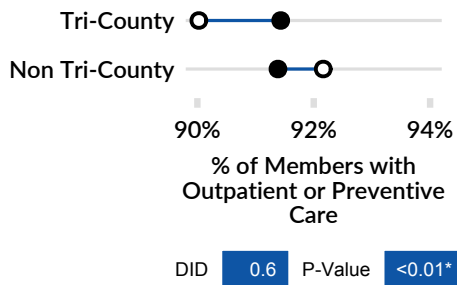 Tri-County
Non Tri-County
90% 92% 94%
% of Members with
Outpatient or Preventive
Care
DID 0.6 P-Value <0.01*